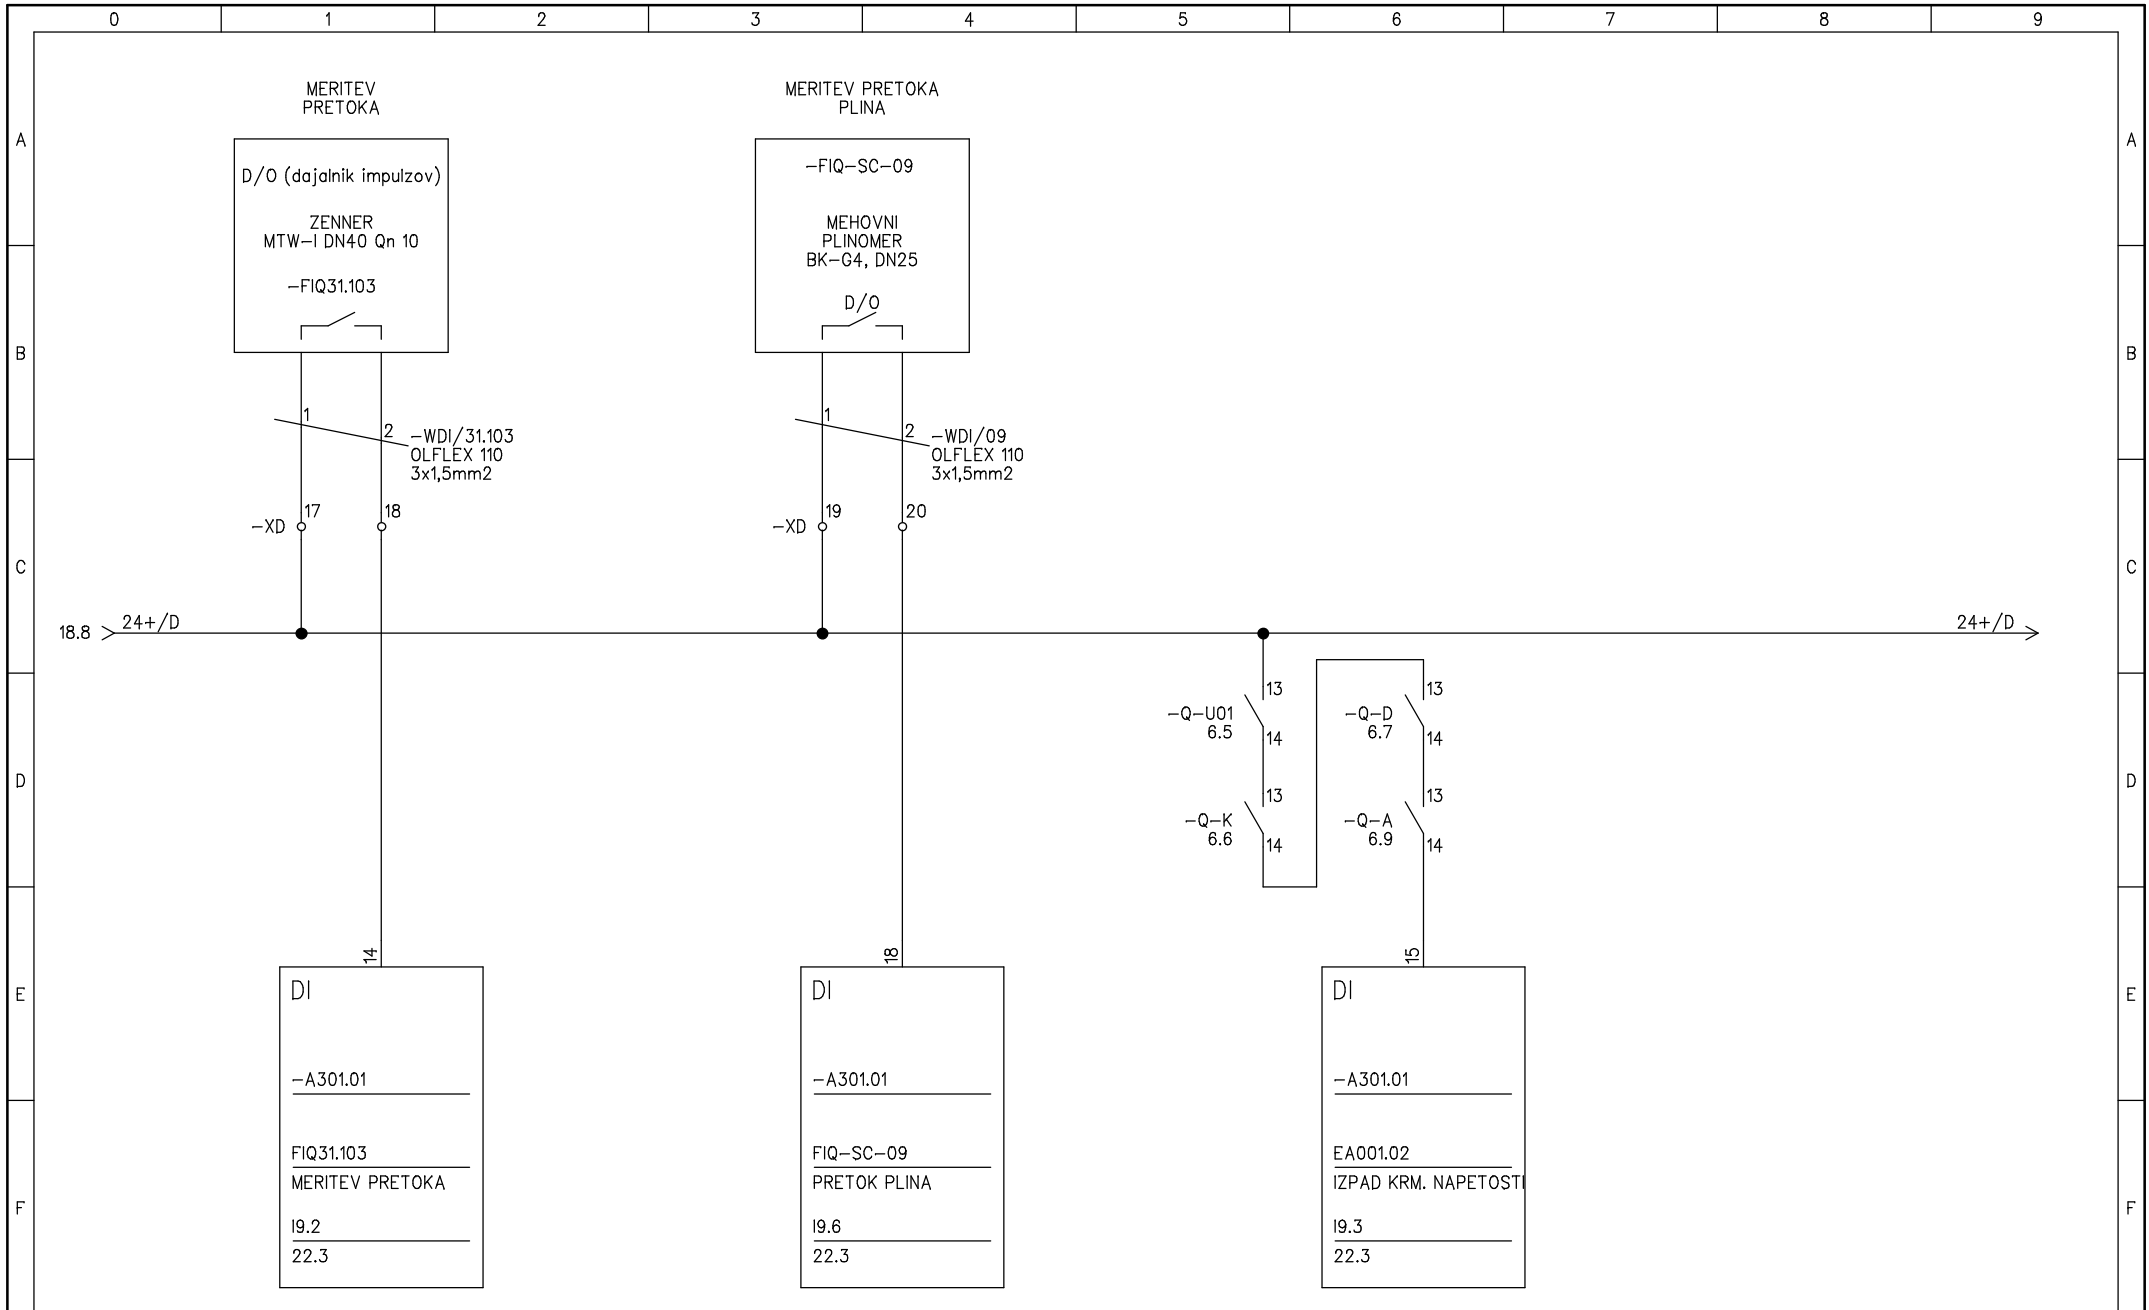 0 1 2 3 4 5 6 7 8 9
MERITEV
PRETOKA
MERITEV PRETOKA
PLINA
A
A
D/O (dajalnik impulzov)
ZENNER
MTW-I DN40 Qn 10
-FIQ31.103
-FIQ-SC-09
MEHOVNI
PLINOMER
BK-G4, DN25
D/O
B
B
1
2
-WDI/31.103
OLFLEX 110
3x1,5mm2
1
2
-WDI/09
OLFLEX 110
3x1,5mm2
-XD
17
18
-XD
19
20
C
C
18.8
24+/D
24+/D
13
-Q-U01
6.5
14
13
-Q-D
6.7
14
D
D
13
-Q-K
6.6
14
13
-Q-A
6.9
14
14
18
15
E
E
DI
-A301.01
FIQ31.103
MERITEV PRETOKA
I9.2
22.3
DI
-A301.01
FIQ-SC-09
PRETOK PLINA
I9.6
22.3
DI
-A301.01
EA001.02
IZPAD KRM. NAPETOSTI
I9.3
22.3
F
F